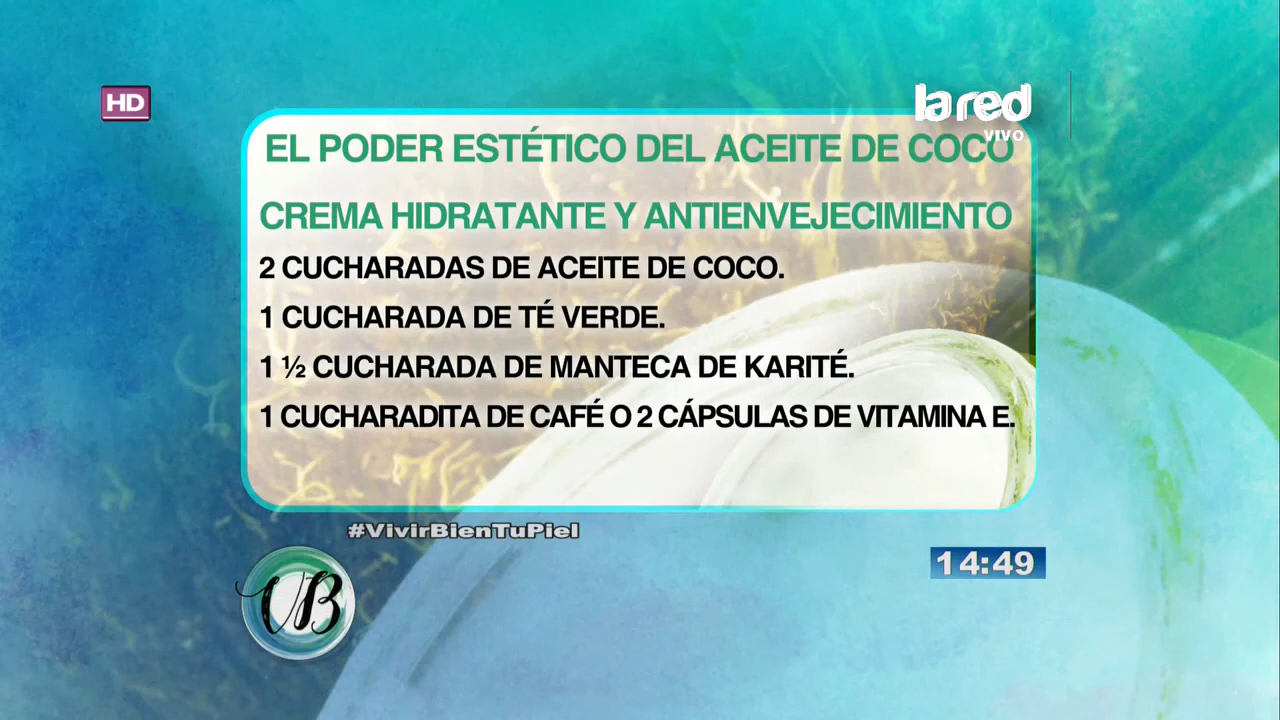 HD
la red
VIVO
EL PODER ESTÉTICO DEL ACEITE DE COCO
CREMA HIDRATANTE Y ANTIENVEJECIMIENTO
2 CUCHARADAS DE ACEITE DE COCO.
1 CUCHARADA DE TÉ VERDE.
1 ½ CUCHARADA DE MANTECA DE KARITÉ.
1 CUCHARADITA DE CAFÉ O 2 CÁPSULAS DE VITAMINA E.
#VivirBienTuPiel
VB
14:49